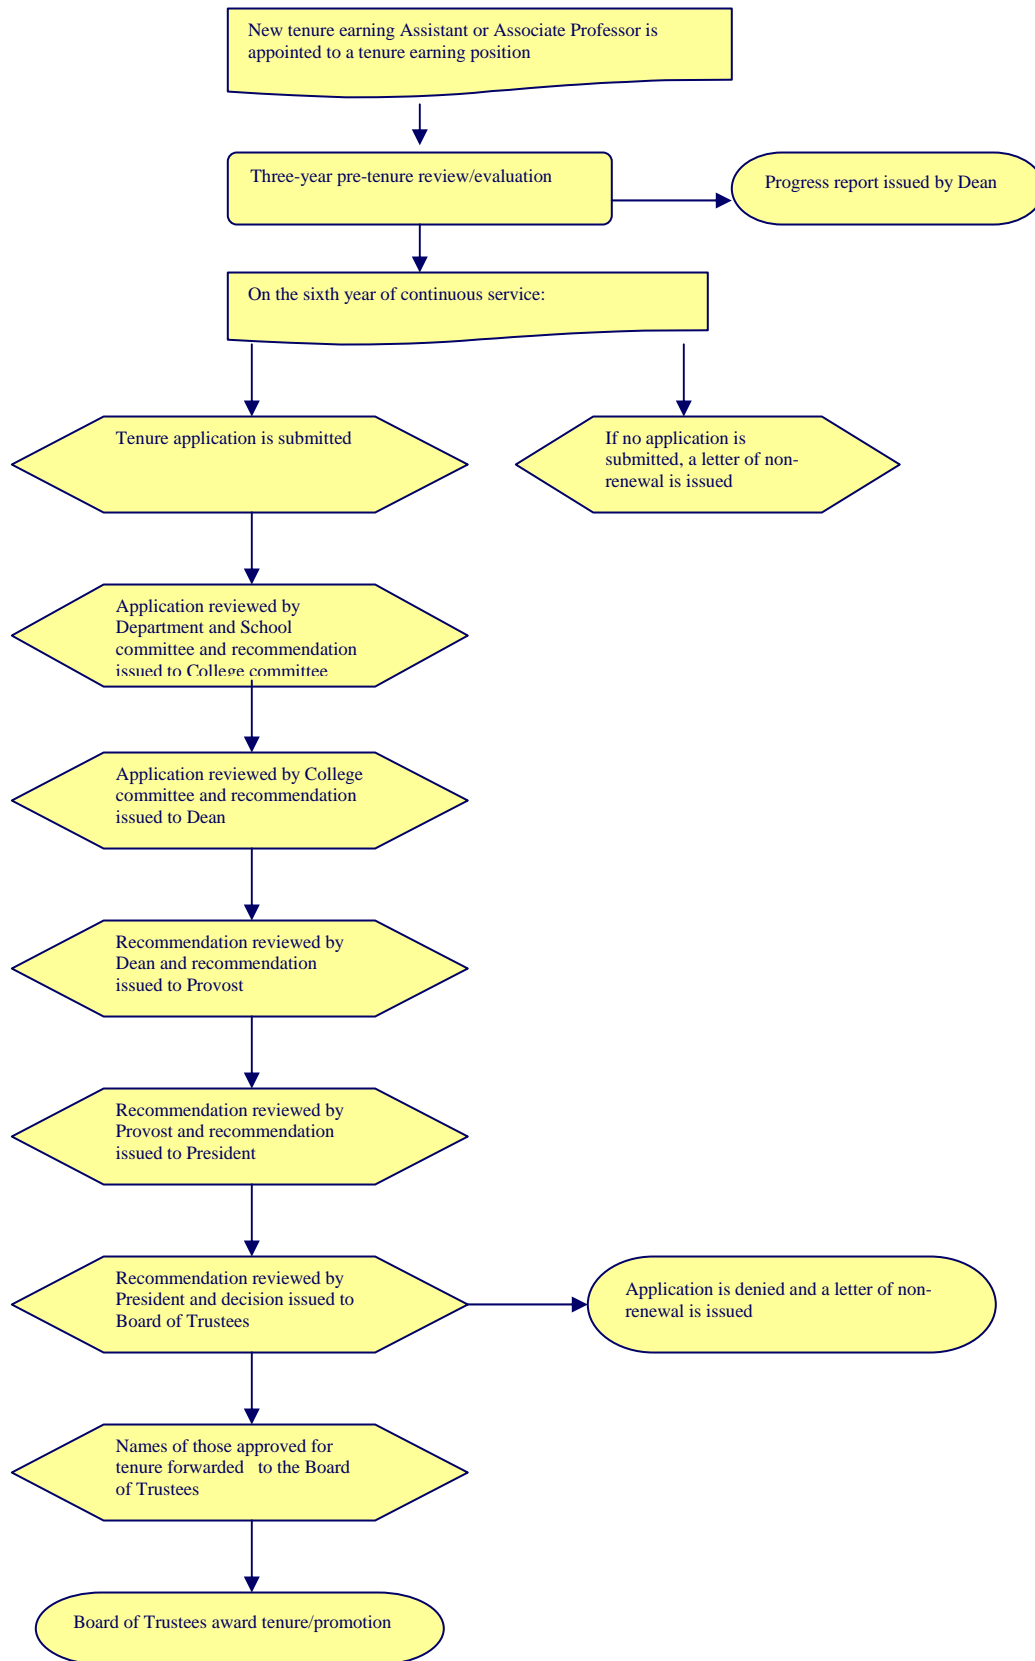 New tenure earning Assistant or Associate Professor is
appointed to a tenure earning position
Three-year pre-tenure review/evaluation
Progress report issued by Dean
On the sixth year of continuous service:
Tenure application is submitted
If no application is
submitted, a letter of non-
renewal is issued
Application reviewed by
Department and School
committee and recommendation
issued to College committee
Application reviewed by College
committee and recommendation
issued to Dean
Recommendation reviewed by
Dean and recommendation
issued to Provost
Recommendation reviewed by
Provost and recommendation
issued to President
Recommendation reviewed by
President and decision issued to
Board of Trustees
Application is denied and a letter of non-
renewal is issued
Names of those approved for
tenure forwarded   to the Board
of Trustees
Board of Trustees award tenure/promotion